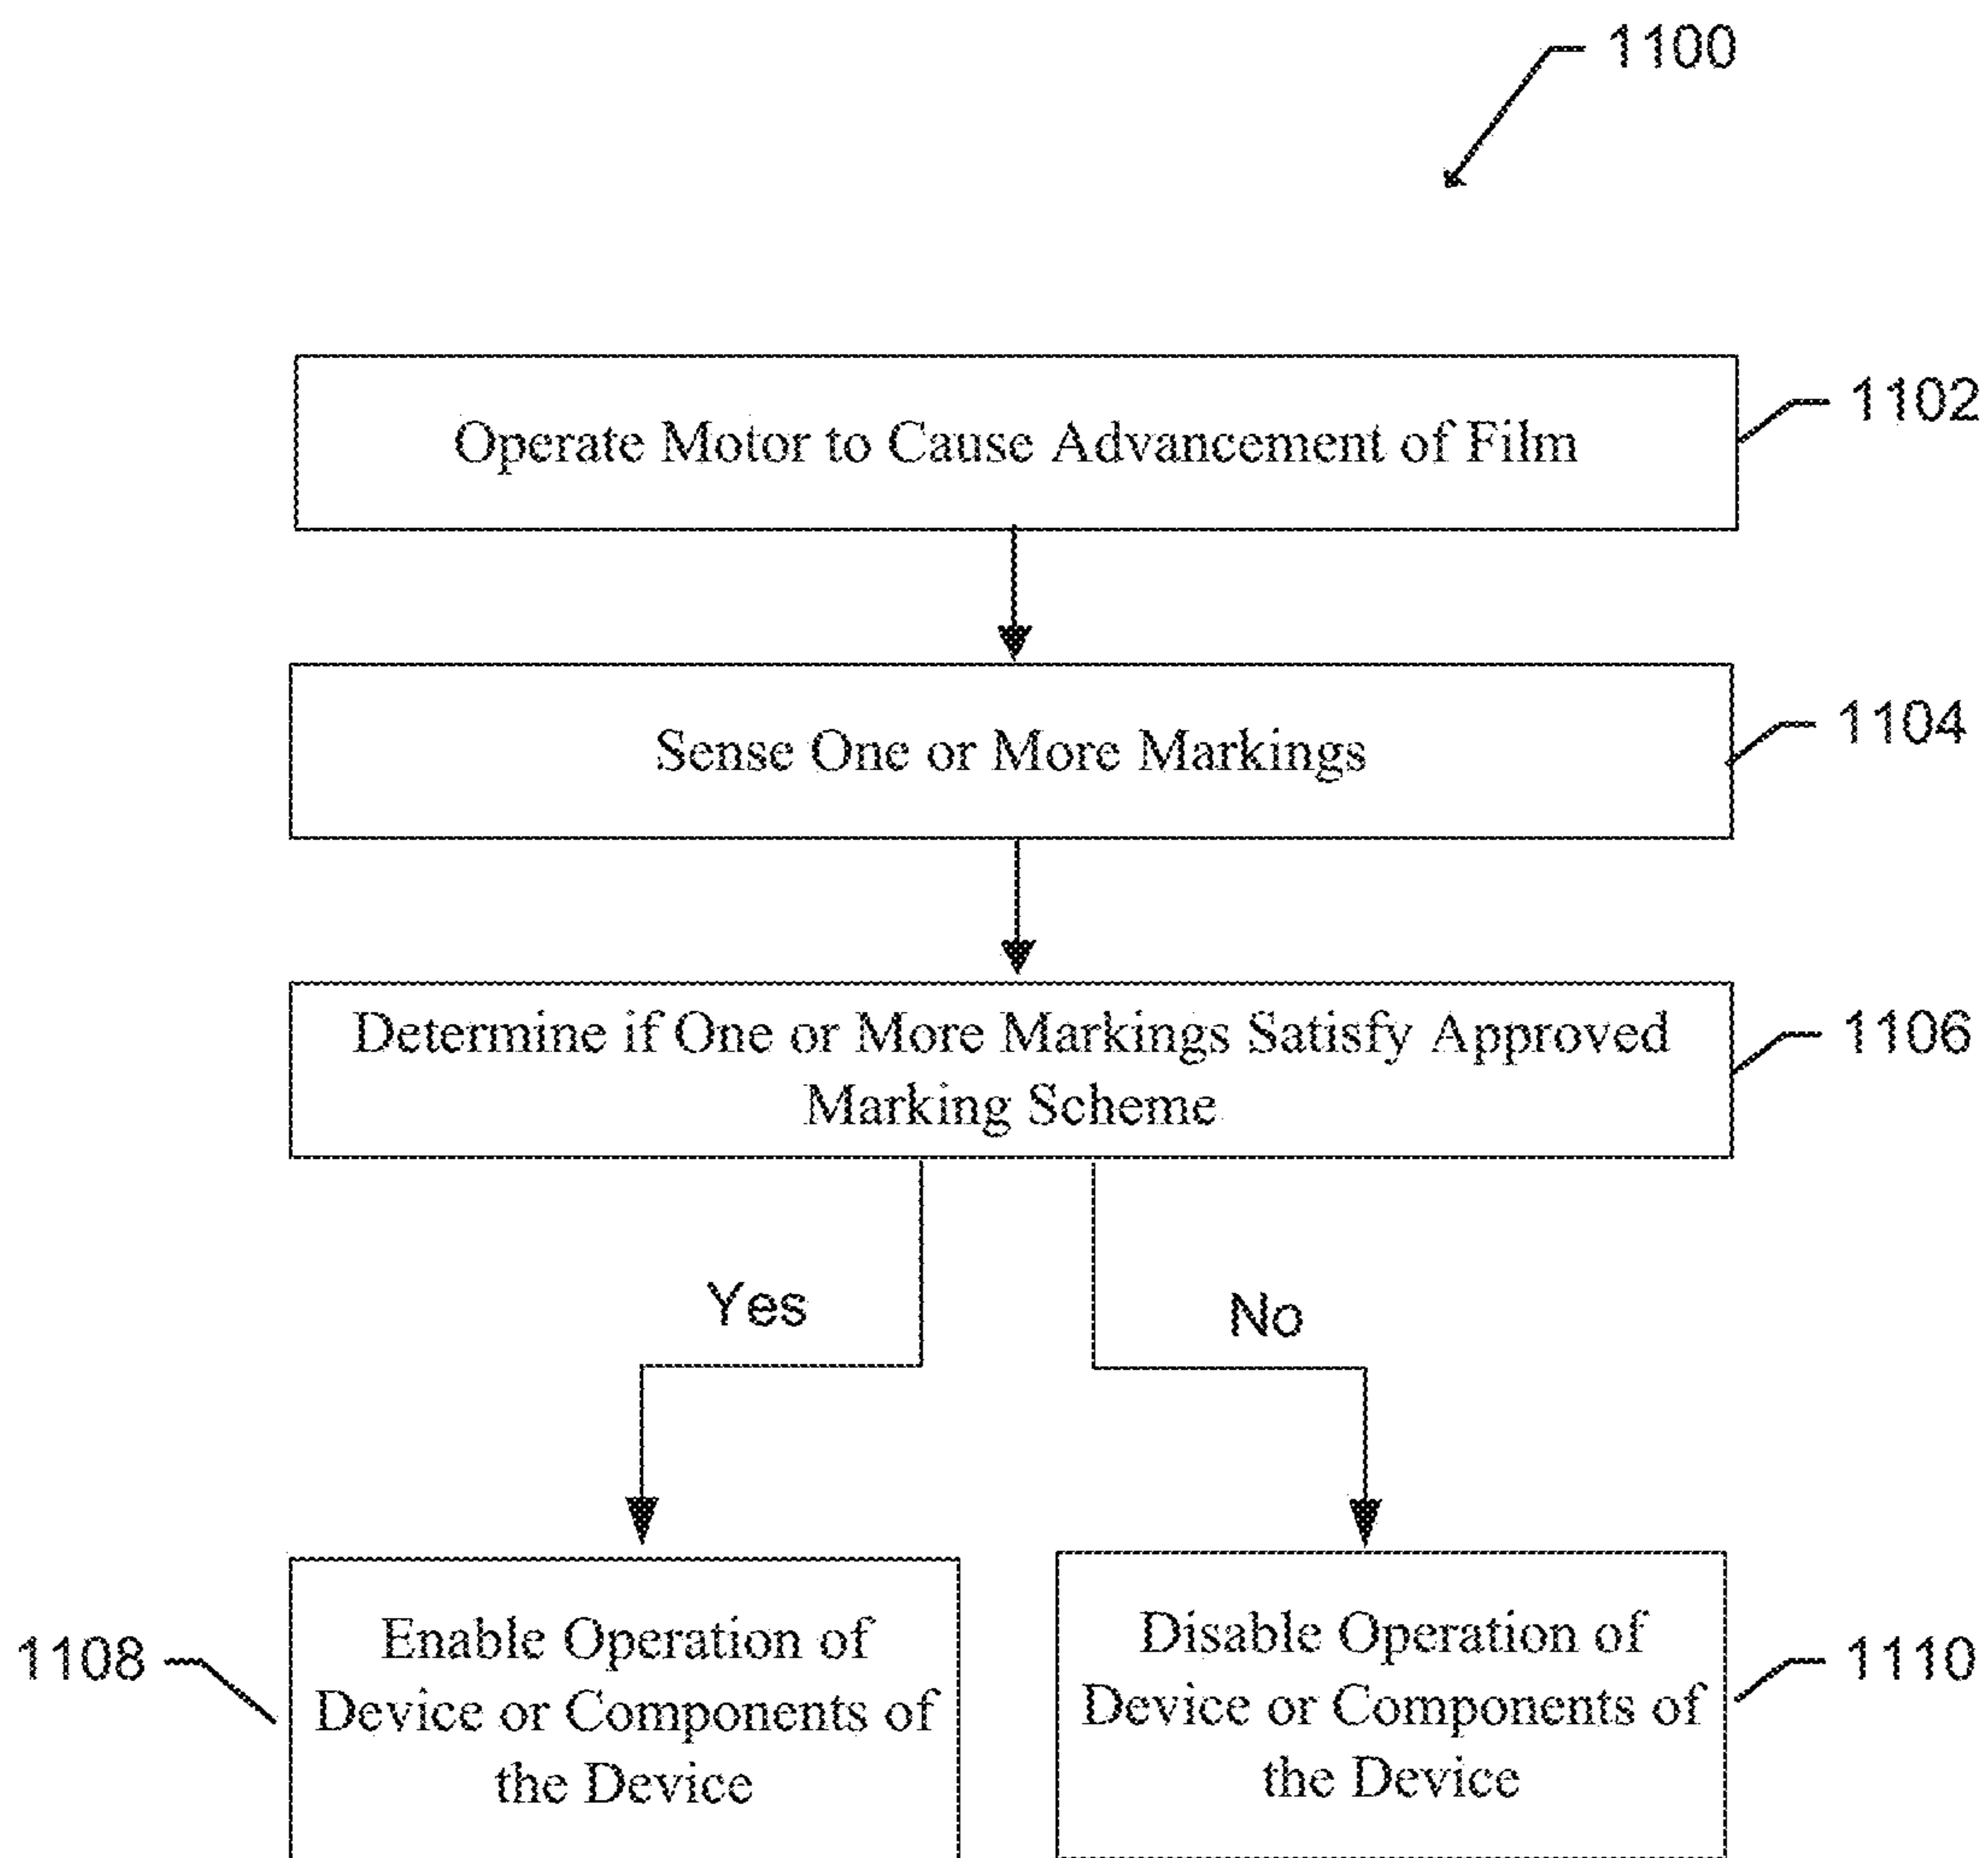 1100
Operate Motor to Cause Advancement of Film
1102
Sense One or More Markings
1104
Determine if One or More Markings Satisfy Approved
Marking Scheme
1106
Yes
No
1108
Enable Operation of
Device or Components of
the Device
Disable Operation of
Device or Components of
the Device
1110